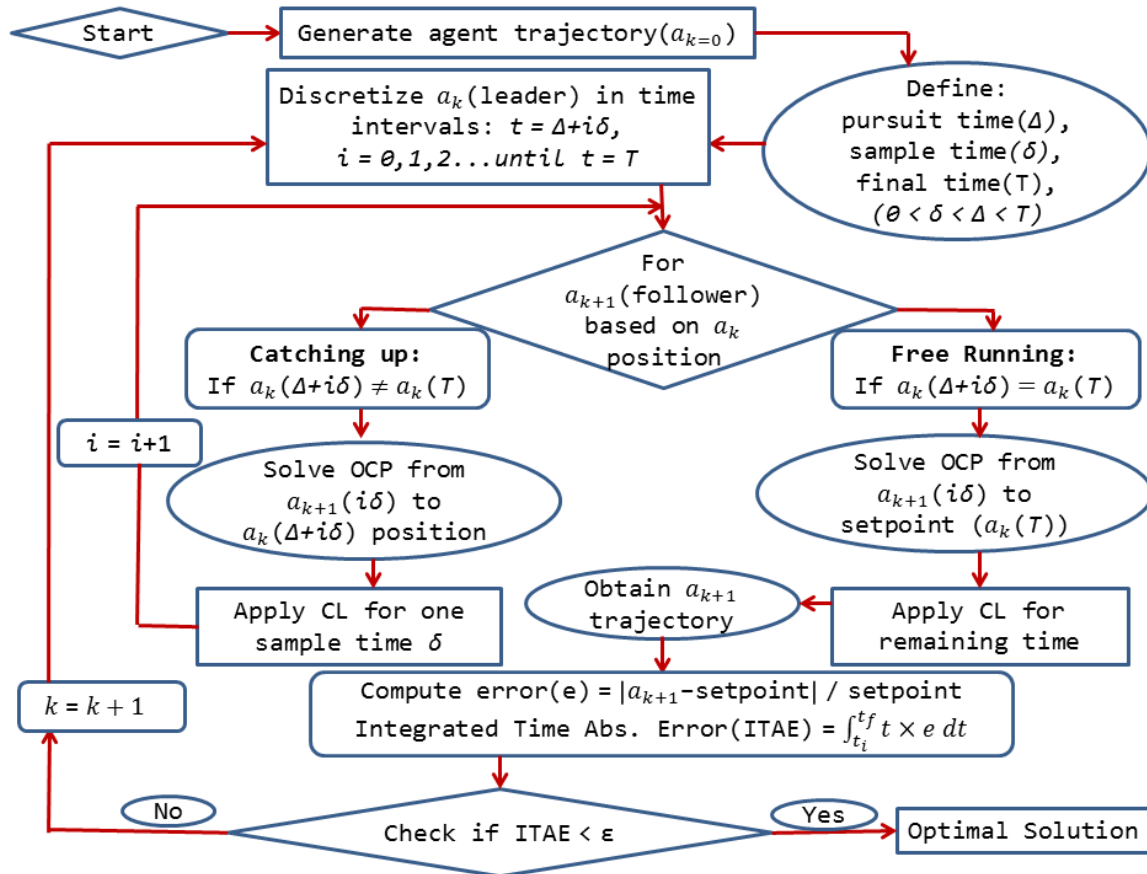 Start
Generate agent trajectory(a_{k=0})
Discretize a_k(leader) in time
intervals: t = Δ+iδ,
i = 0,1,2...until t = T
Define:
pursuit time(Δ),
sample time(δ),
final time(T),
(0 < δ < Δ < T)
For
a_{k+1}(follower)
based on a_k
position
Catching up:
If a_k(Δ+iδ) ≠ a_k(T)
Free Running:
If a_k(Δ+iδ) = a_k(T)
i = i+1
Solve OCP from
a_{k+1}(iδ) to
a_k(Δ+iδ) position
Solve OCP from
a_{k+1}(iδ) to
setpoint (a_k(T))
Apply CL for one
sample time δ
Obtain a_{k+1}
trajectory
Apply CL for
remaining time
k = k + 1
Compute error(e) = |a_{k+1}–setpoint| / setpoint
Integrated Time Abs. Error(ITAE) = ∫_{t_i}^{t_f} t × e dt
No
Check if ITAE < ε
Yes
Optimal Solution